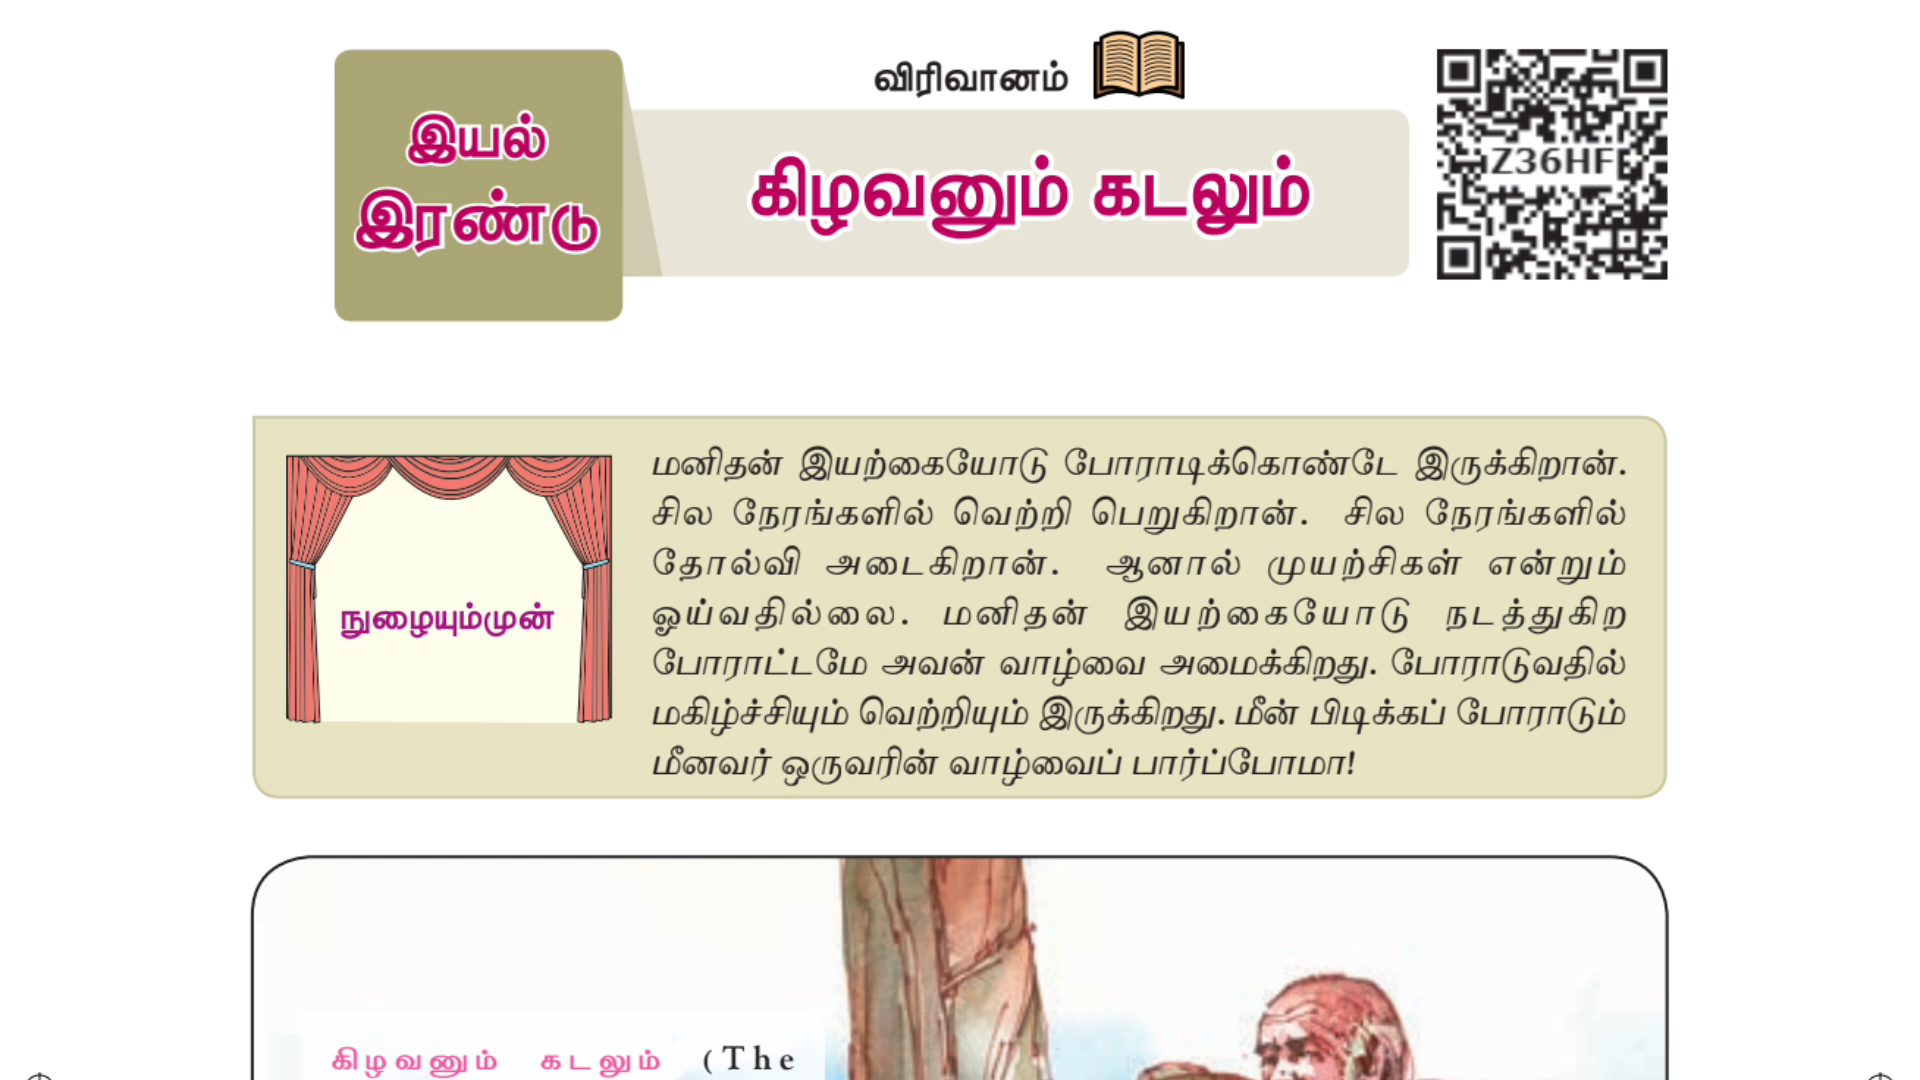 விரிவானம்
இயல்
இரண்டு
கிழவனும் கடலும்
Z36HF
மனிதன் இயற்கையோடு போராடிக்கொண்டே இருக்கிறான்.
சில நேரங்களில் வெற்றி பெறுகிறான். சில நேரங்களில்
தோல்வி அடைகிறான். ஆனால் முயற்சிகள் என்றும்
ஓய்வதில்லை. மனிதன் இயற்கையோடு நடத்துகிற
போராட்டமே அவன் வாழ்வை அமைக்கிறது. போராடுவதில்
மகிழ்ச்சியும் வெற்றியும் இருக்கிறது. மீன் பிடிக்கப் போராடும்
மீனவர் ஒருவரின் வாழ்வைப் பார்ப்போமா!
நுழையும்முன்
கிழவனும் கடலும் (The